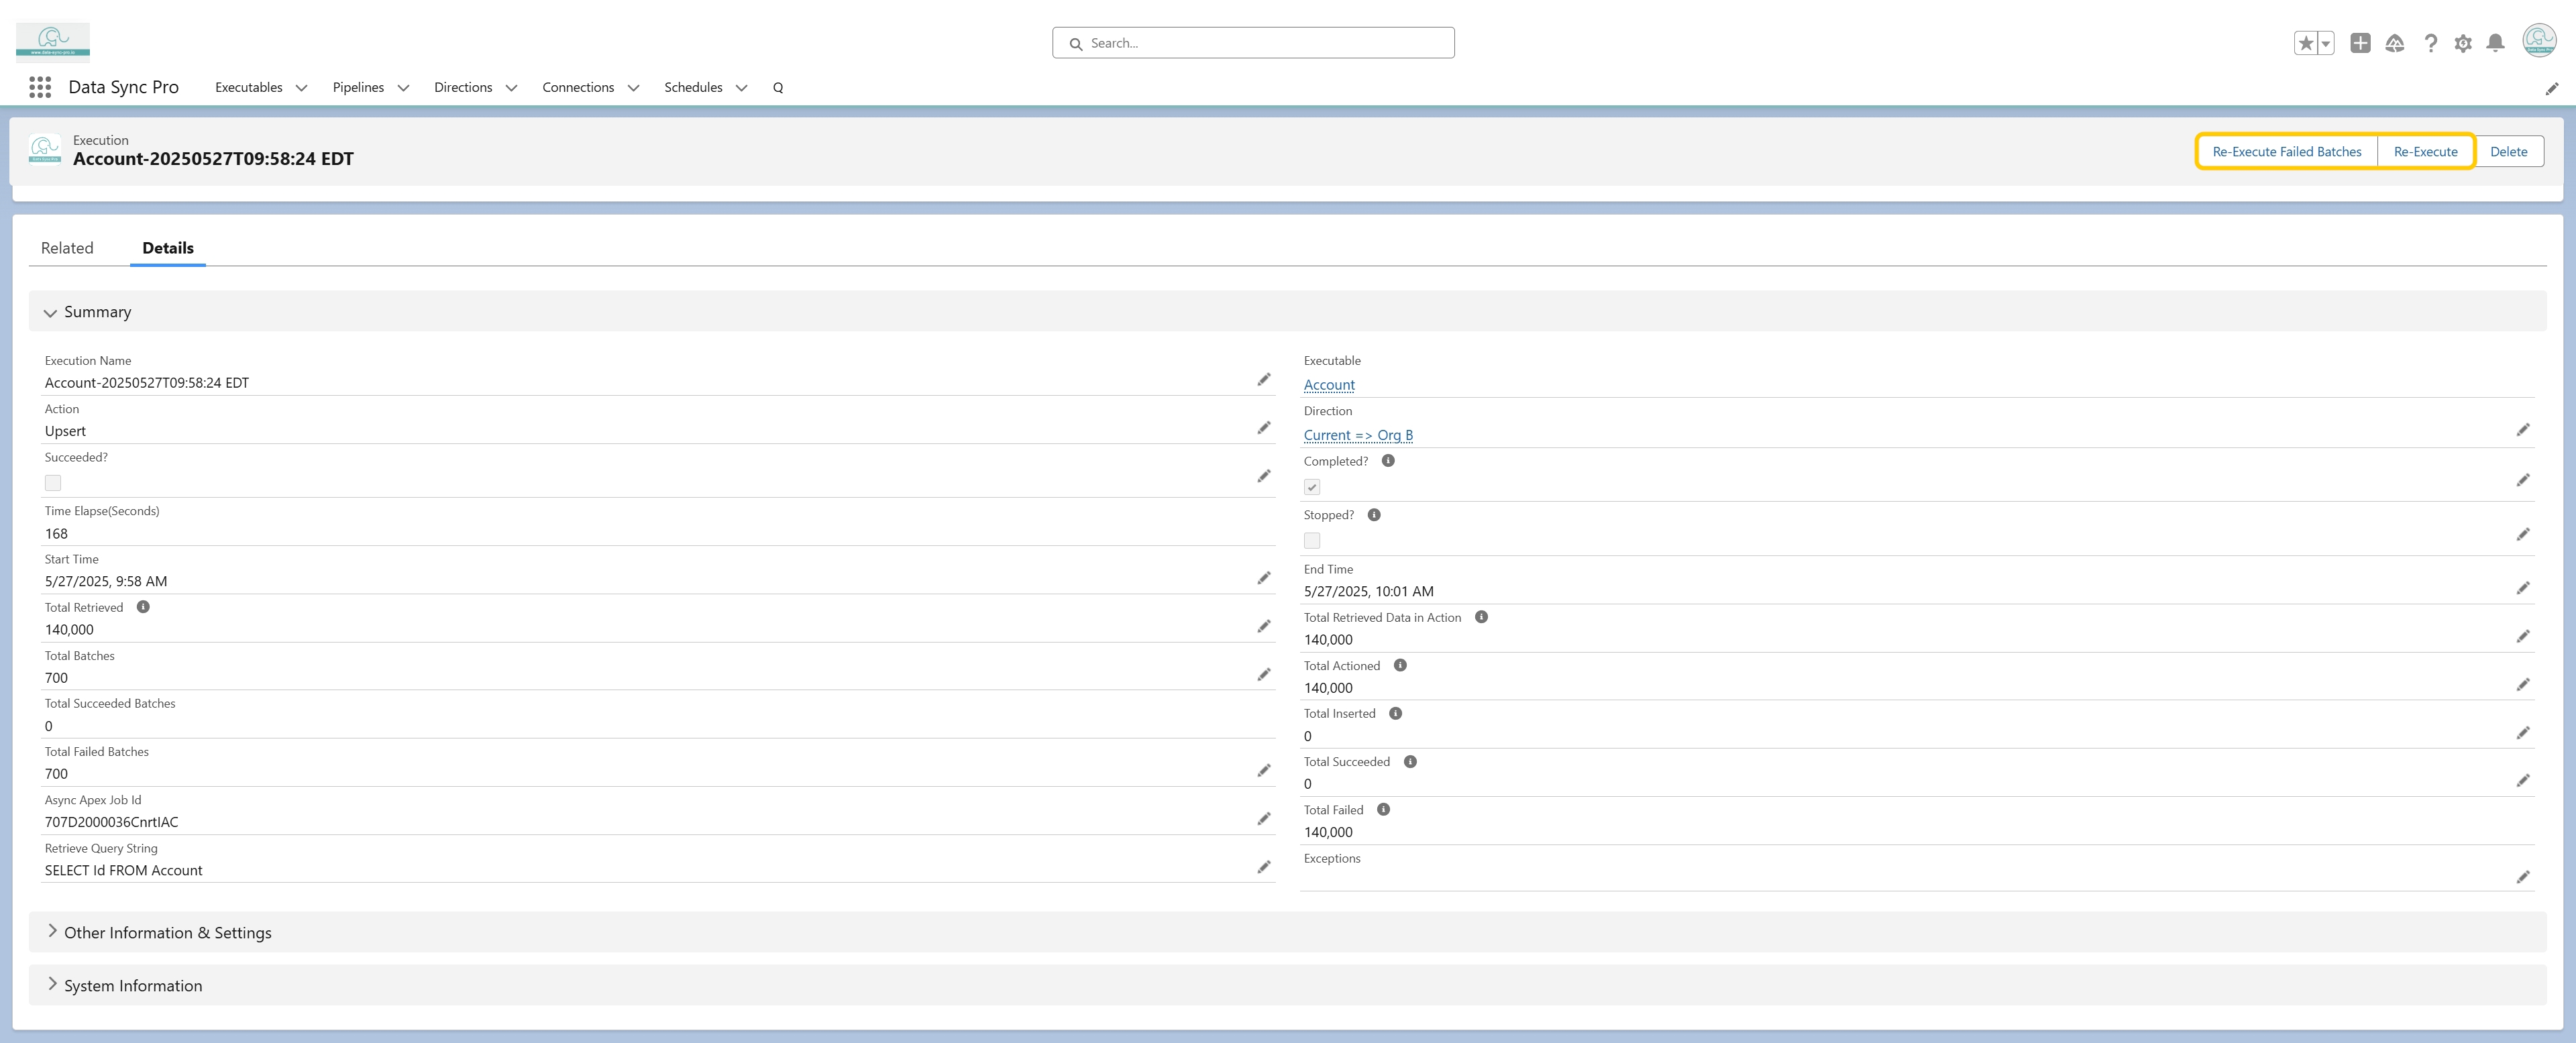 www.data-sync-pro.io
Search...
Data Sync Pro
Executables
Pipelines
Directions
Connections
Schedules
Q
Execution
Account-20250527T09:58:24 EDT
Re-Execute Failed Batches
Re-Execute
Delete
Related
Details
Summary
Execution Name
Account-20250527T09:58:24 EDT
Executable
Account
Action
Upsert
Direction
Current => Org B
Succeeded?
Completed?
Time Elapse(Seconds)
168
Stopped?
Start Time
5/27/2025, 9:58 AM
End Time
5/27/2025, 10:01 AM
Total Retrieved
140,000
Total Retrieved Data in Action
140,000
Total Batches
700
Total Actioned
140,000
Total Succeeded Batches
0
Total Inserted
0
Total Failed Batches
700
Total Succeeded
0
Async Apex Job Id
707D2000036CnrtIAC
Total Failed
140,000
Retrieve Query String
SELECT Id FROM Account
Exceptions
Other Information & Settings
System Information